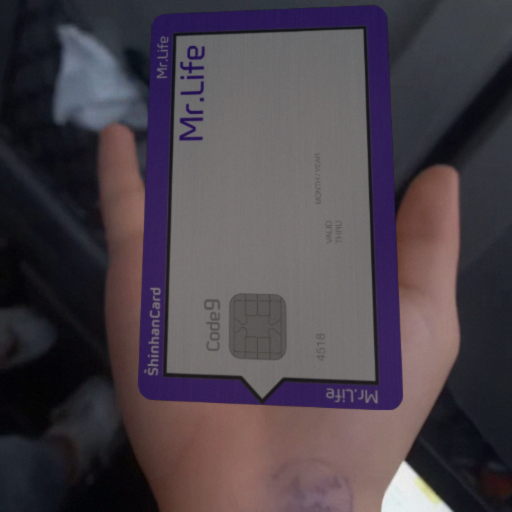 Mr.Life
ShinhanCard
Mr.Life
Code9
MONTH / YEAR
VALID
THRU
4518
Mr.Life